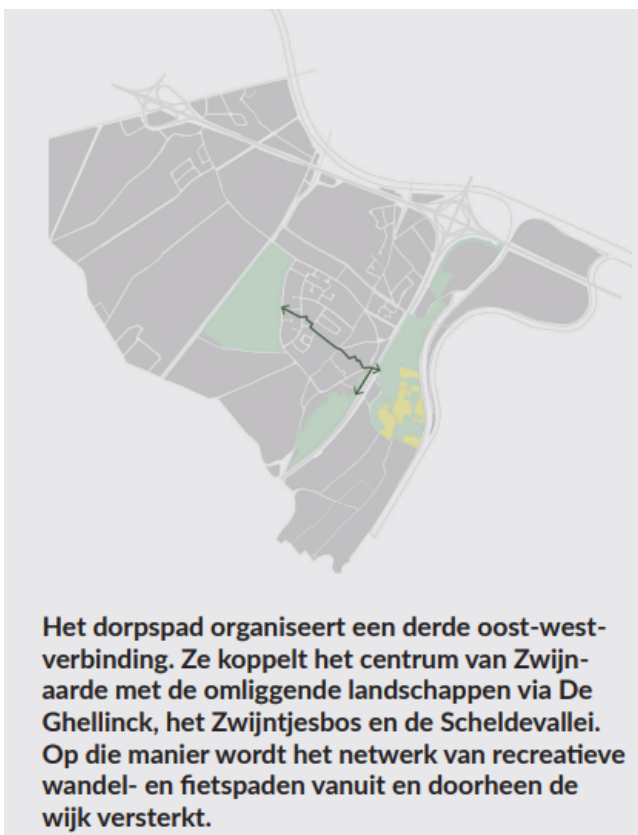 Het dorpspad organiseert een derde oost-west-
verbinding. Ze koppelt het centrum van Zwijn-
aarde met de omliggende landschappen via De
Ghellinck, het Zwijntjesbos en de Scheldevallei.
Op die manier wordt het netwerk van recreatieve
wandel- en fietspaden vanuit en doorheen de
wijk versterkt.